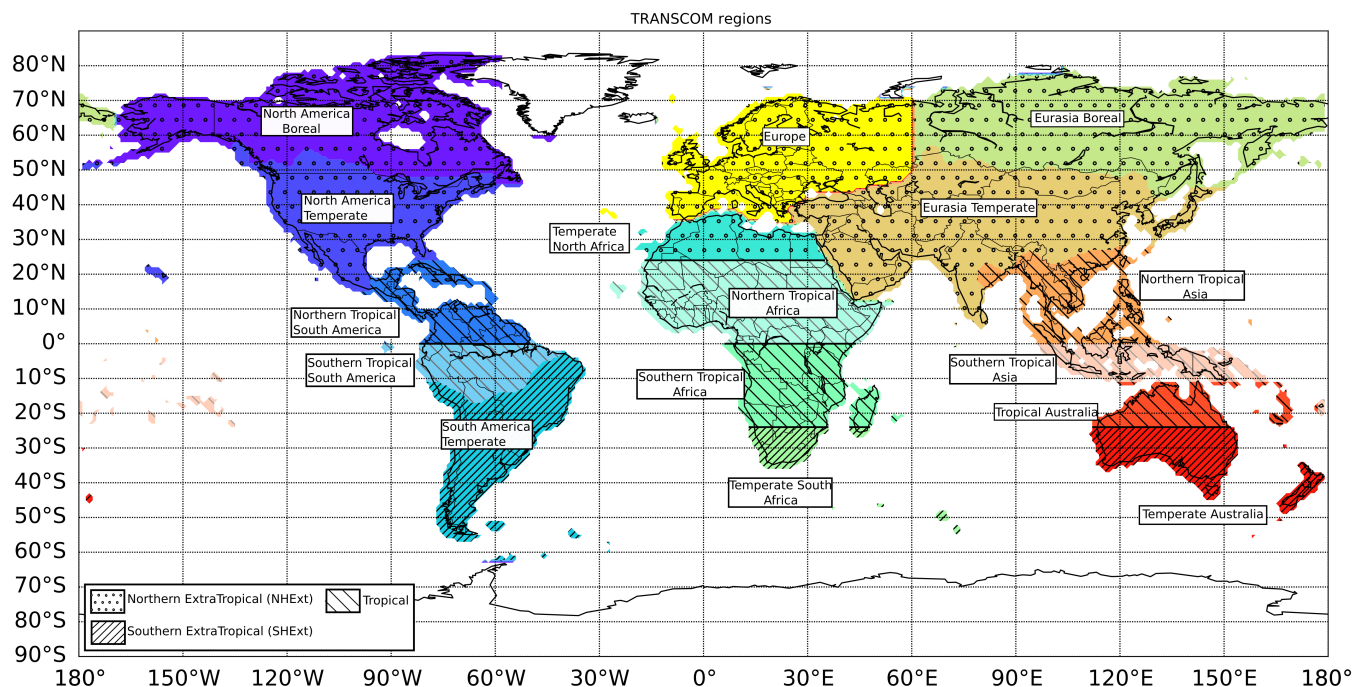 TRANSCOM regions
80°N
70°N
60°N
50°N
40°N
30°N
20°N
10°N
0°
10°S
20°S
30°S
40°S
50°S
60°S
70°S
80°S
90°S
North America
Boreal
Europe
Eurasia Boreal
North America
Temperate
Eurasia Temperate
Temperate
North Africa
Northern Tropical
Asia
Northern Tropical
Africa
Northern Tropical
South America
Southern Tropical
South America
Southern Tropical
Asia
Southern Tropical
Africa
Tropical Australia
South America
Temperate
Temperate South
Africa
Temperate Australia
Northern ExtraTropical (NHExt)
Tropical
Southern ExtraTropical (SHExt)
180° 150°W 120°W 90°W 60°W 30°W 0° 30°E 60°E 90°E 120°E 150°E 180°